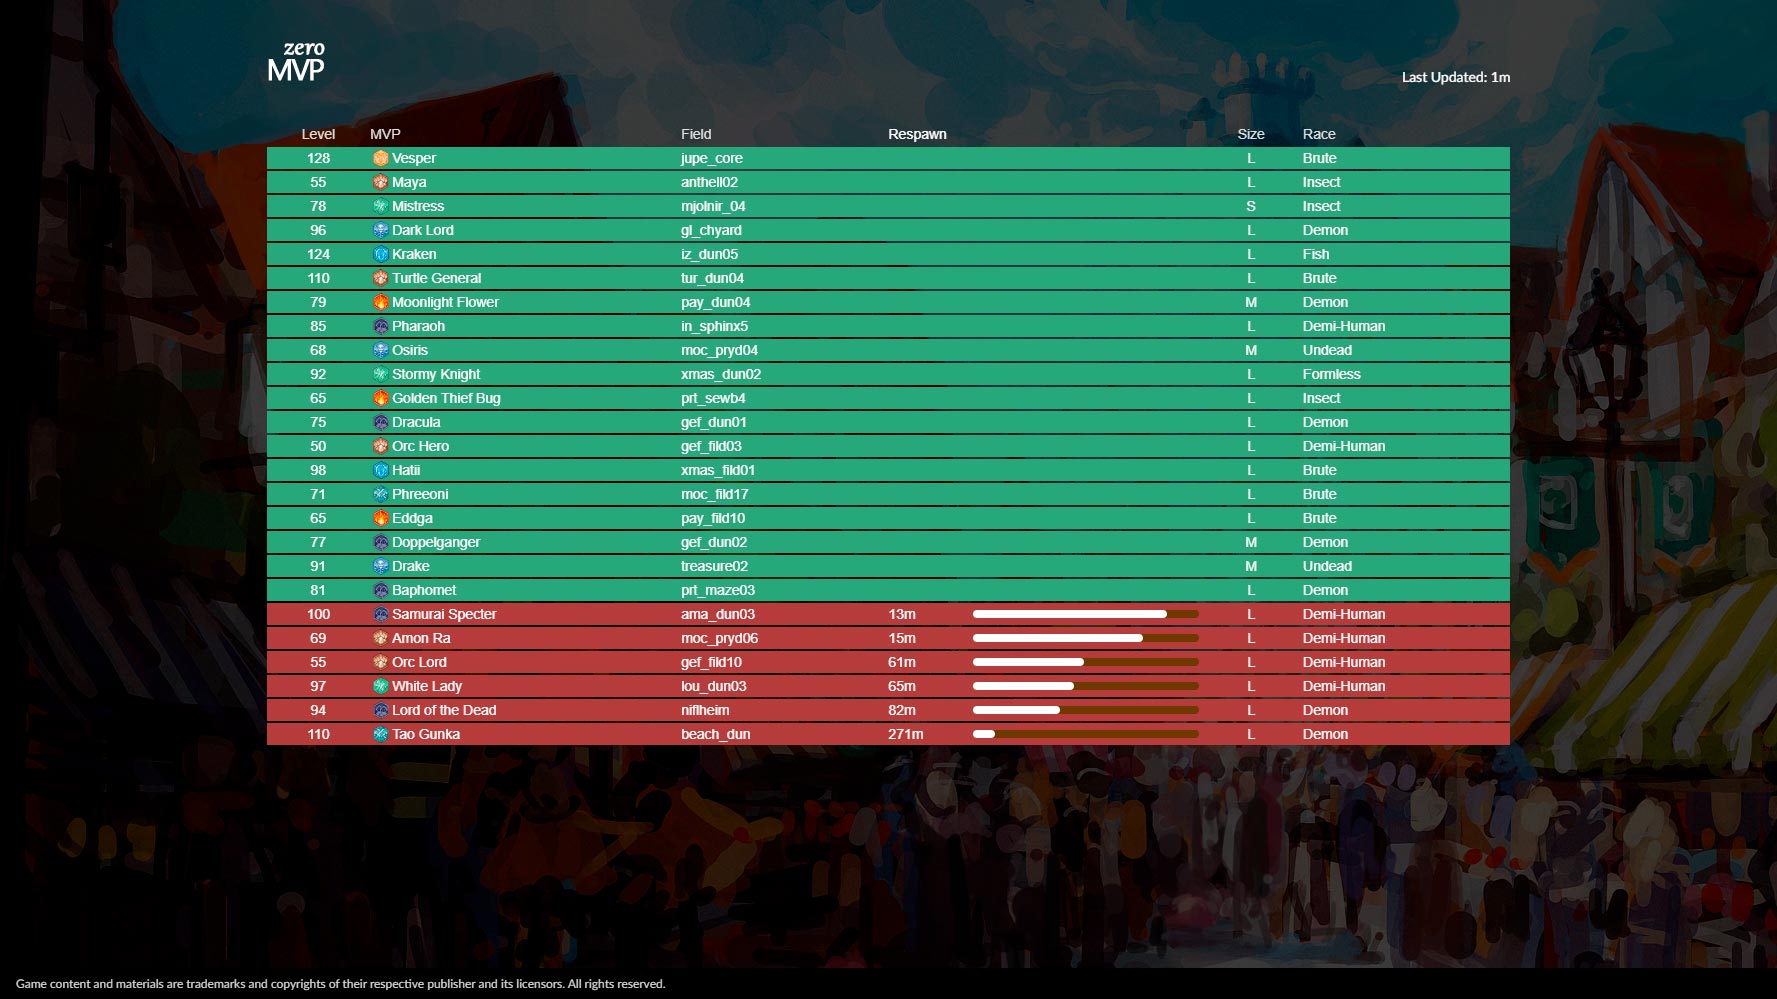 zero
MVP
Last Updated: 1m
Level MVP Field Respawn Size Race
128 Vesper jupe_core L Brute
55 Maya anthell02 L Insect
78 Mistress mjolnir_04 S Insect
96 Dark Lord gl_chyard L Demon
124 Kraken iz_dun05 L Fish
110 Turtle General tur_dun04 L Brute
79 Moonlight Flower pay_dun04 M Demon
85 Pharaoh in_sphinx5 L Demi-Human
68 Osiris moc_pryd04 M Undead
92 Stormy Knight xmas_dun02 L Formless
65 Golden Thief Bug prt_sewb4 L Insect
75 Dracula gef_dun01 L Demon
50 Orc Hero gef_fild03 L Demi-Human
98 Hatii xmas_fild01 L Brute
71 Phreeoni moc_fild17 L Brute
65 Eddga pay_fild10 L Brute
77 Doppelganger gef_dun02 M Demon
91 Drake treasure02 M Undead
81 Baphomet prt_maze03 L Demon
100 Samurai Specter ama_dun03 13m L Demi-Human
69 Amon Ra moc_pryd06 15m L Demi-Human
55 Orc Lord gef_fild10 61m L Demi-Human
97 White Lady lou_dun03 65m L Demi-Human
94 Lord of the Dead niflheim 82m L Demon
110 Tao Gunka beach_dun 271m L Demon
Game content and materials are trademarks and copyrights of their respective publisher and its licensors. All rights reserved.